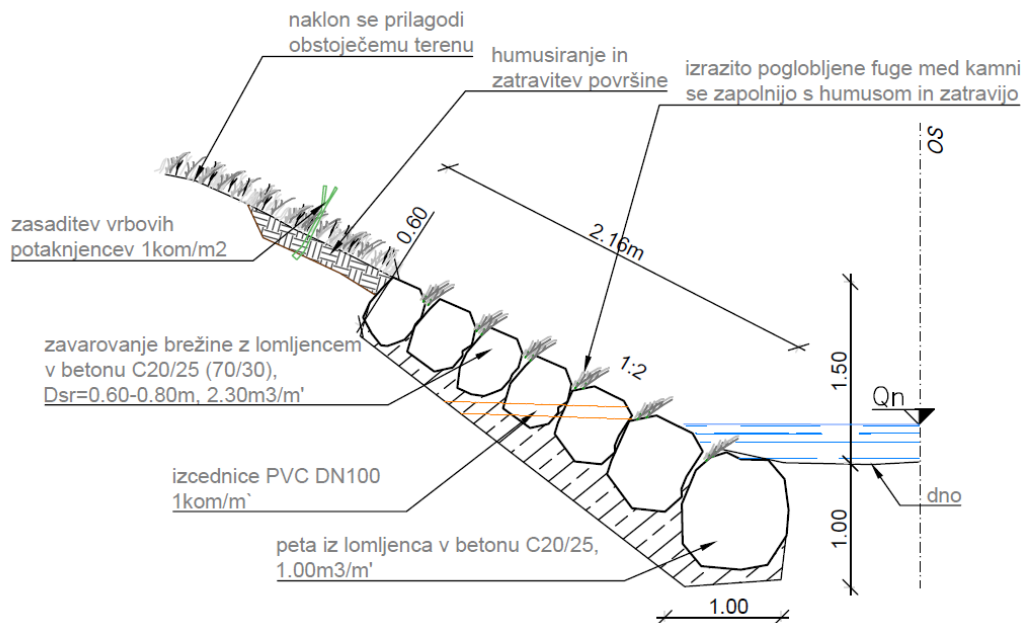 naklon se prilagodi
obstoječemu terenu
humusiranje in
zatravitev površine
izrazito poglobljene fuge med kamni
se zapolnijo s humusom in zatravijo
OS
zasaditev vrbovih
potaknjencev 1kom/m2
0.60
2.16m
zavarovanje brežine z lomljencem
v betonu C20/25 (70/30),
Dsr=0.60-0.80m, 2.30m3/m'
1:2
1.50
Qn
izcednice PVC DN100
1kom/m`
dno
1.00
peta iz lomljenca v betonu C20/25,
1.00m3/m'
1.00